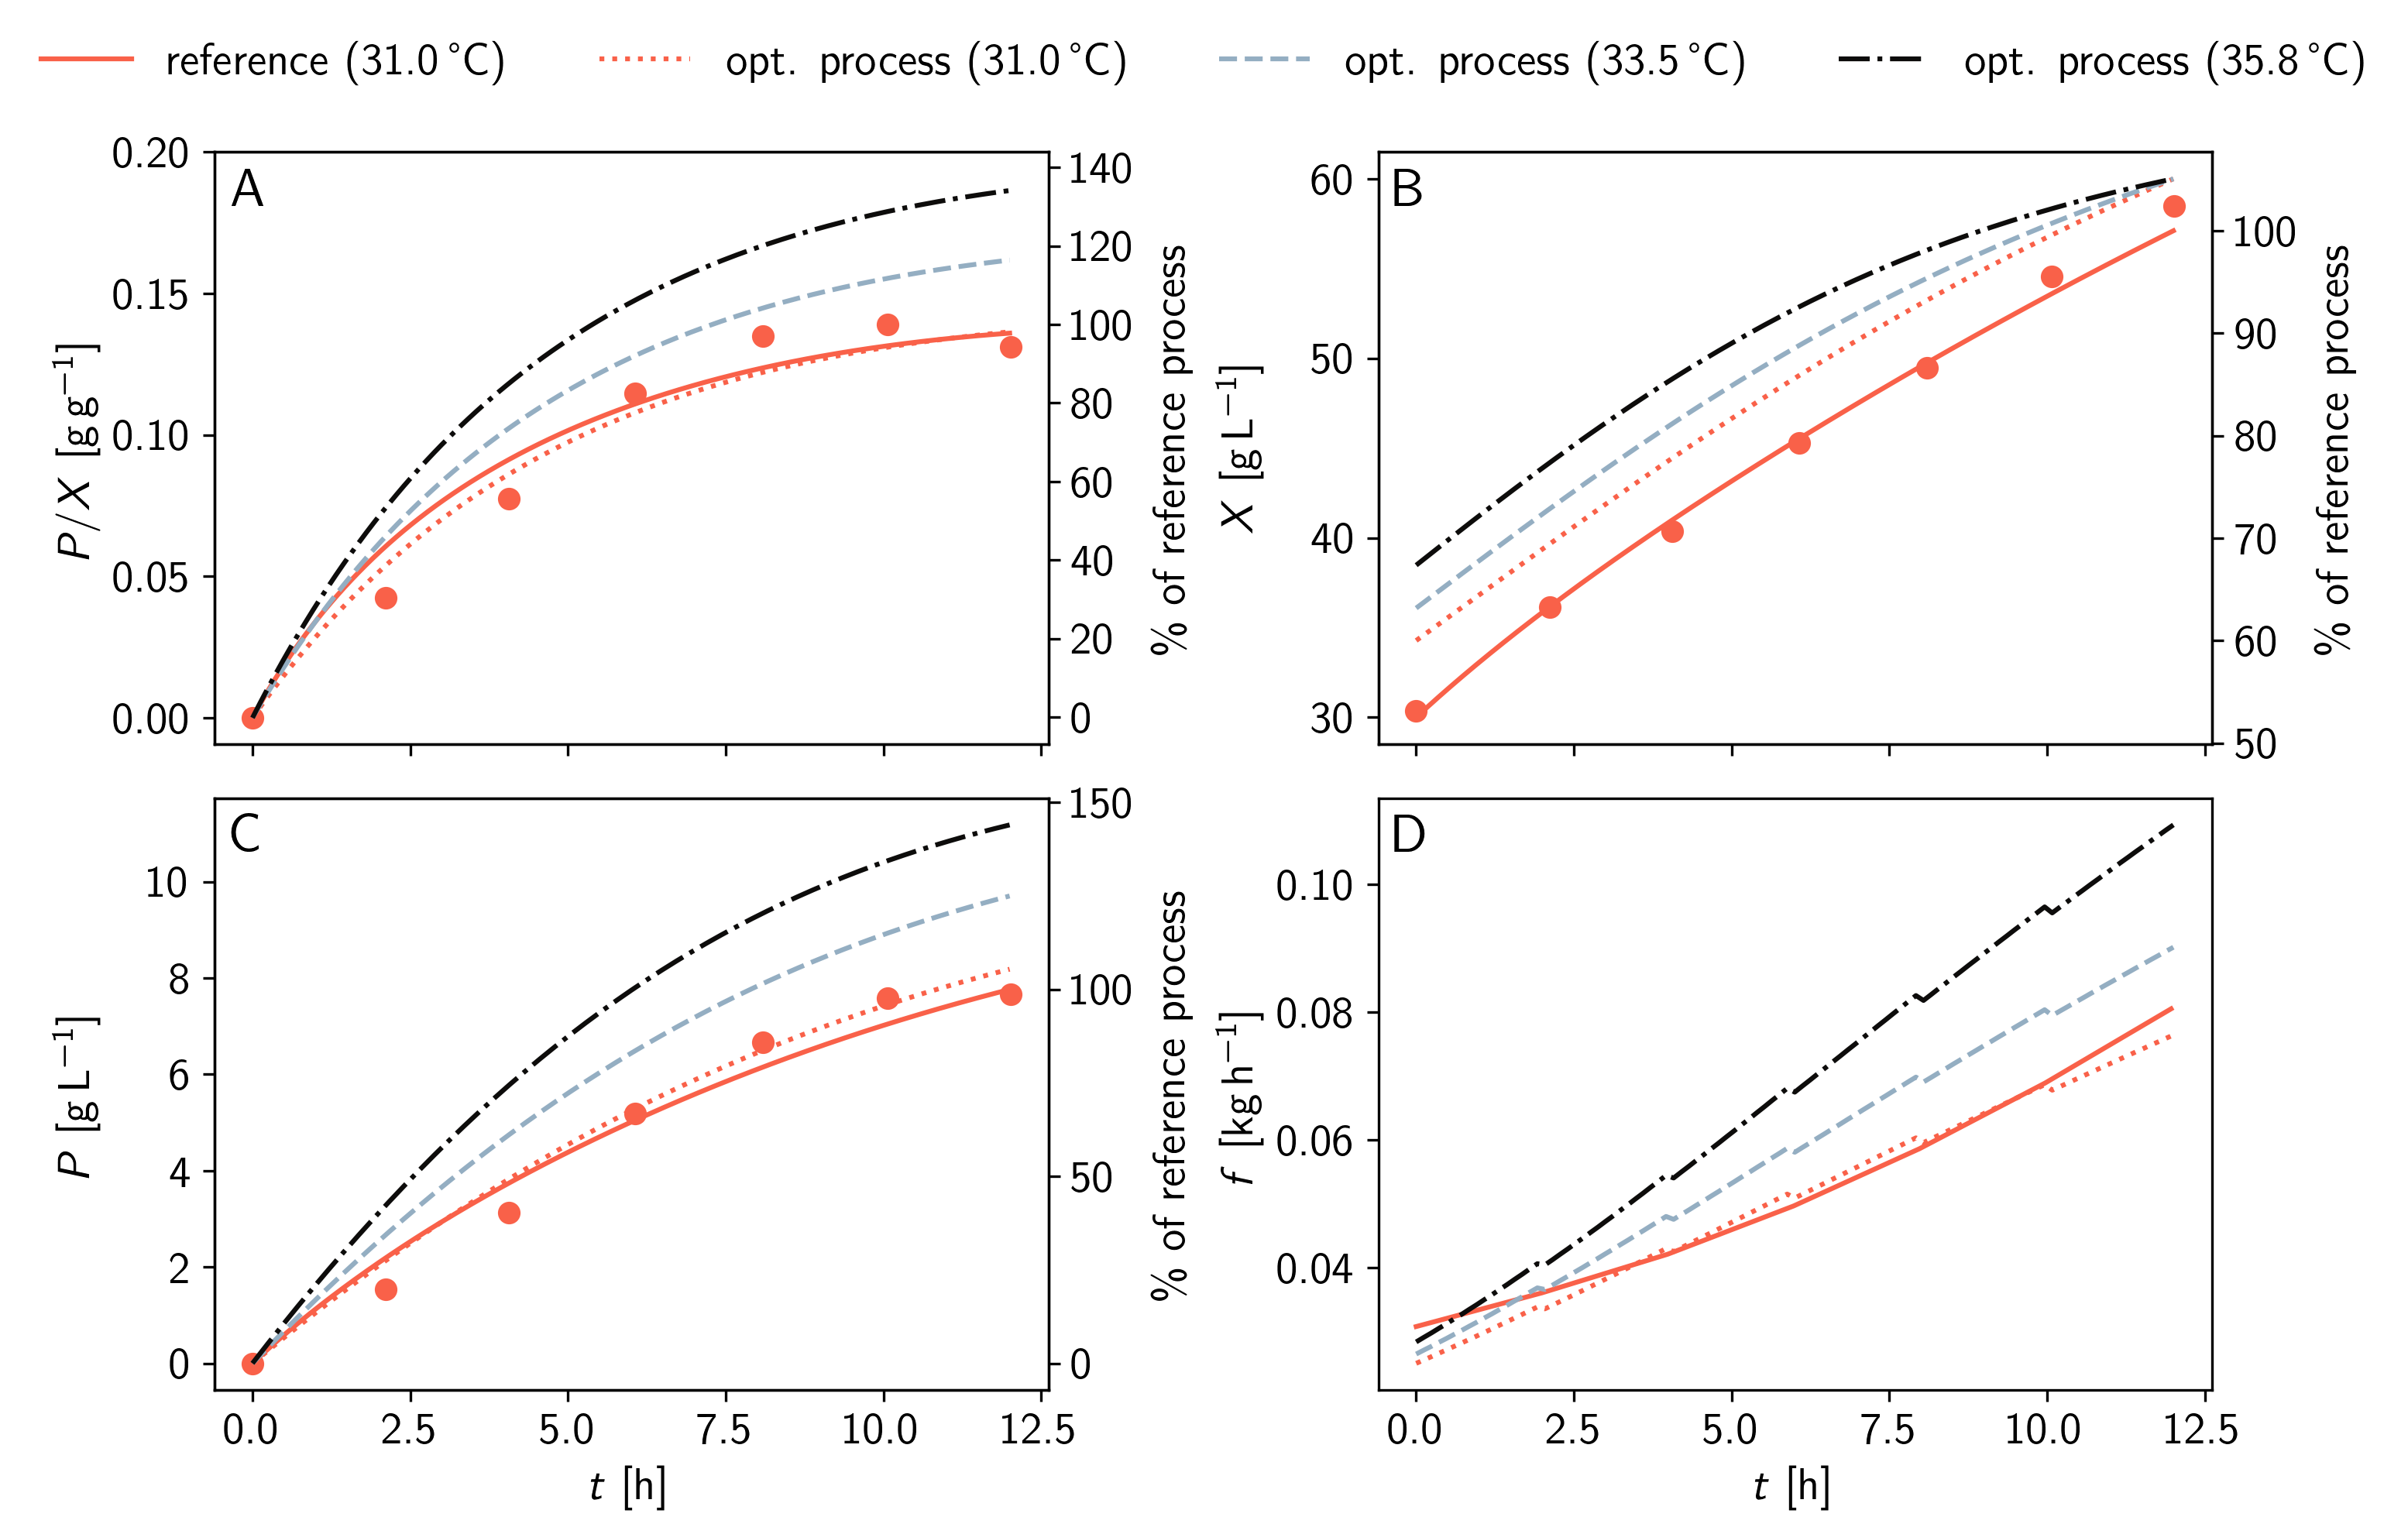 reference (31.0 °C)
opt. process (31.0 °C)
opt. process (33.5 °C)
opt. process (35.8 °C)
A
0.20
0.15
0.10
0.05
0.00
P/X [g g⁻¹]
140
120
100
80
60
40
20
0
% of reference process
B
60
50
40
30
X [g L⁻¹]
100
90
80
70
60
50
% of reference process
C
10
8
6
4
2
0
P [g L⁻¹]
150
100
50
0
% of reference process
0.0 2.5 5.0 7.5 10.0 12.5
t [h]
D
0.10
0.08
0.06
0.04
f [kg h⁻¹]
0.0 2.5 5.0 7.5 10.0 12.5
t [h]